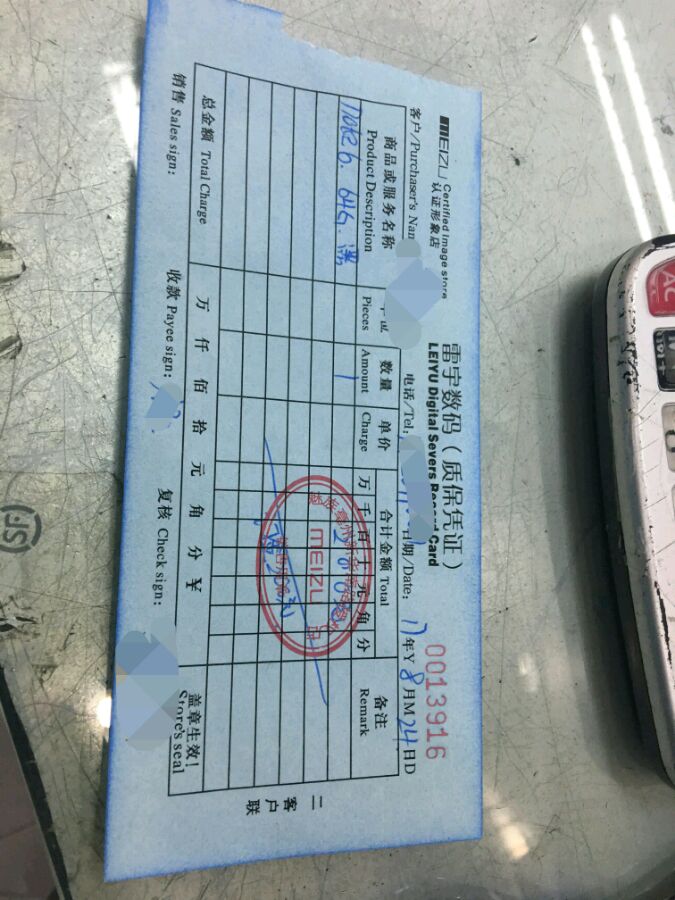 MEIZU Certified Image store
认证形象店
雷宇数码（质保凭证）
LEIYU Digital Severs Record Card
0013916
客户/Purchaser's Nam
电话/Tel:
日期/Date: 17年Y 8月M 24日D
商品或服务名称 Product Description
Pieces
数量 Amount
单价 Charge
合计金额 Total
万 千 百 十 元 角 分
备注 Remark
note6. 64G.
1
MEIZU
总金额 Total Charge
万 仟 佰 拾 元 角 分 ¥
盖章生效！
Store's seal
销售 Sales sign:
收款 Payee sign:
复核 Check sign:
二 客户联
AC